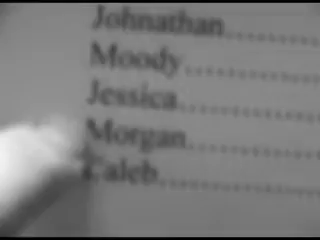 Johnathan..............
Moody....................
Jessica....................
Morgan...................
Caleb.......................